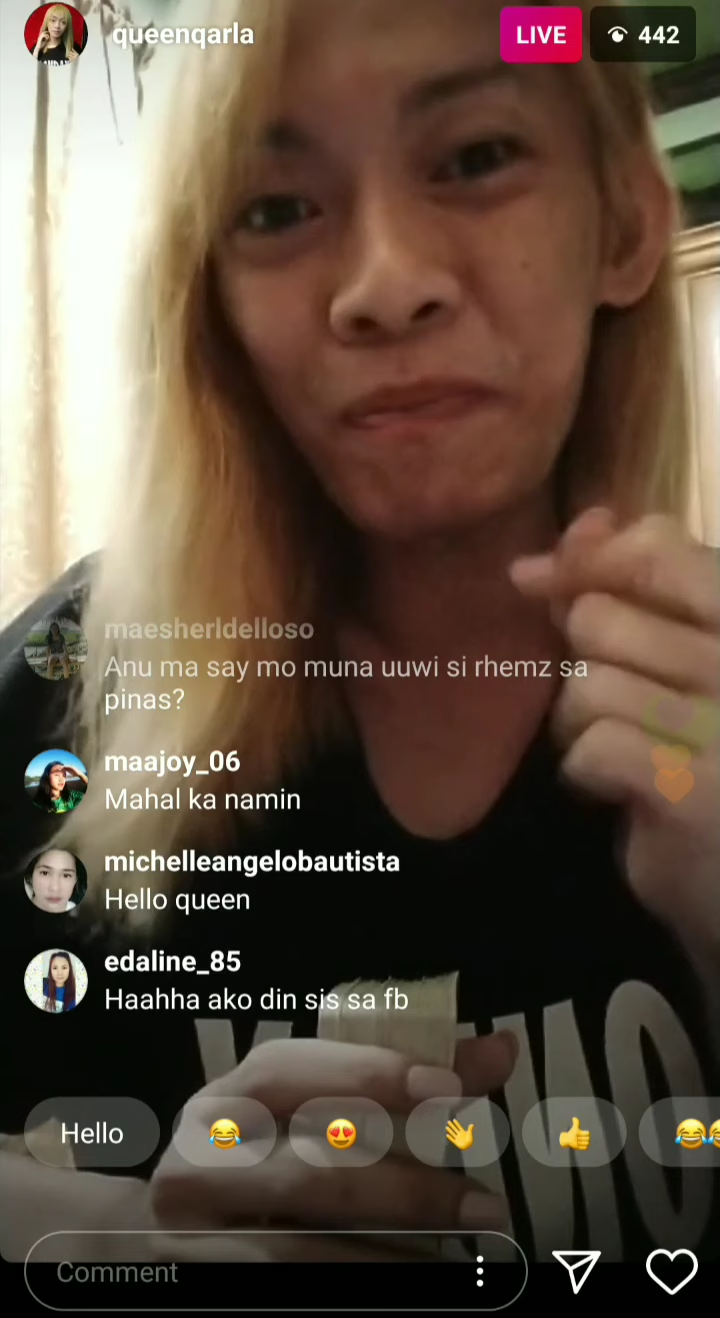 queenqarla
LIVE
442
maesherldelloso
Anu ma say mo muna uuwi si rhemz sa
pinas?
maajoy_06
Mahal ka namin
michelleangelobautista
Hello queen
edaline_85
Haahha ako din sis sa fb
Hello
Comment